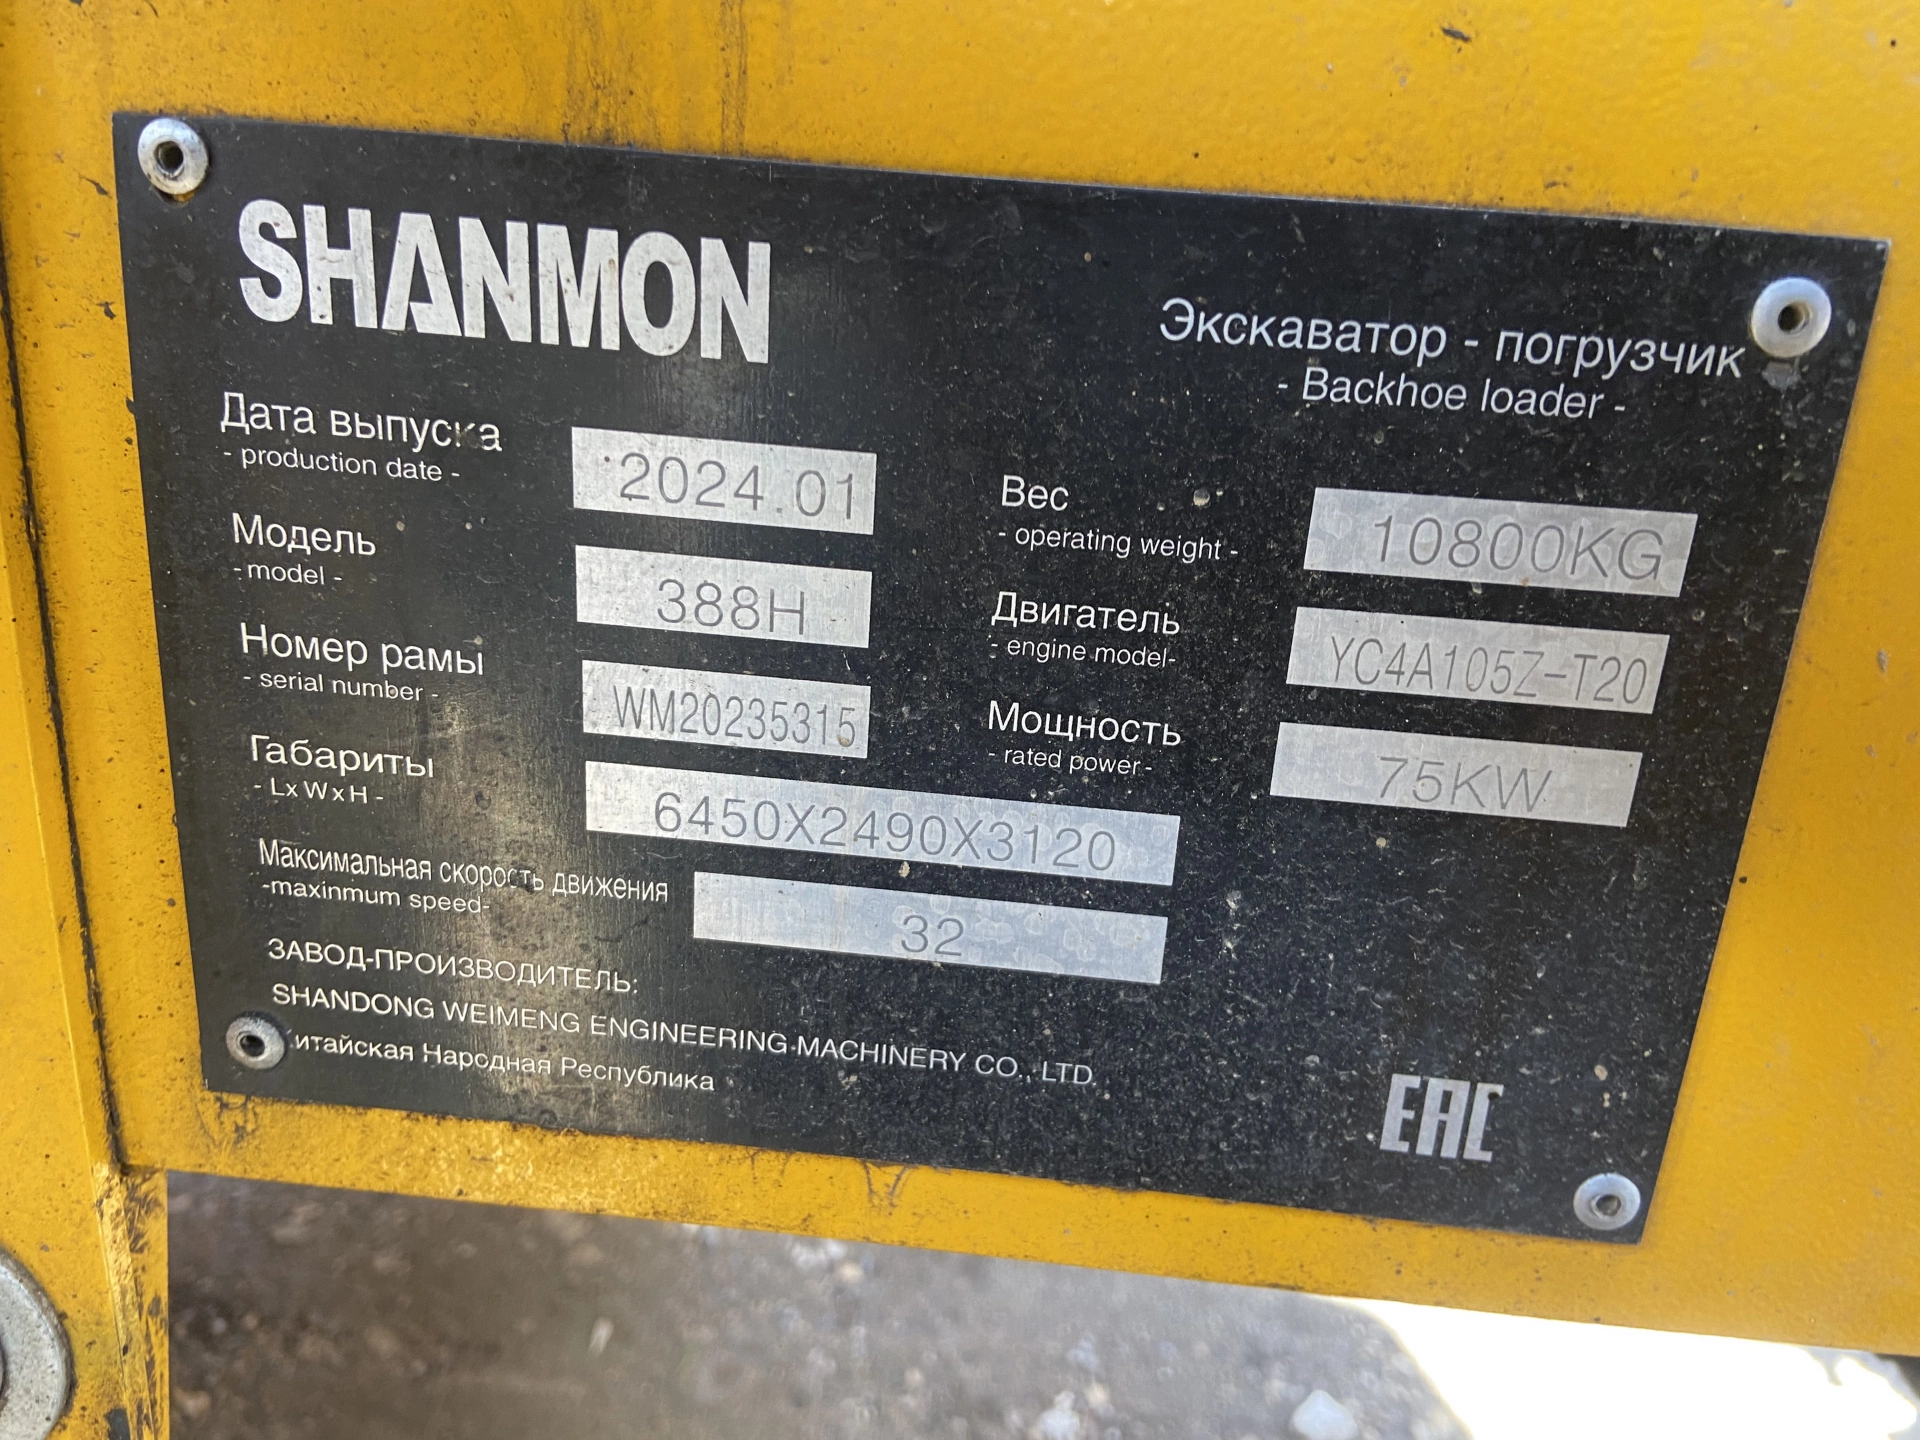 SHANMON
Экскаватор - погрузчик
- Backhoe loader -
Дата выпуска
- production date -
2024.01
Модель
- model -
388H
Номер рамы
- serial number -
WM20235315
Габариты
- L x W x H -
6450X2490X3120
Максимальная скорость движения
-maxinmum speed-
32
Вес
- operating weight -
10800KG
Двигатель
- engine model-
YC4A105Z-T20
Мощность
- rated power -
75KW
ЗАВОД-ПРОИЗВОДИТЕЛЬ:
SHANDONG WEIMENG ENGINEERING MACHINERY CO., LTD.
Китайская Народная Республика
EAC